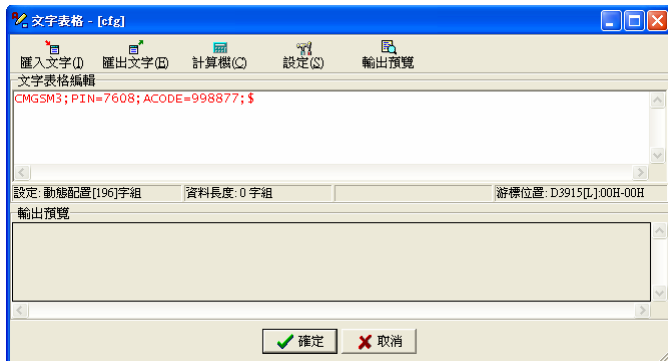 文字表格 - [cfg]
匯入文字(I) 匯出文字(E) 計算機(C) 設定(S) 輸出預覽
文字表格編輯
CMGSM3;PIN=7608;ACODE=998877;$
設定: 動態配置[196]字組 資料長度: 0 字組 游標位置: D3915[L]:00H-00H
輸出預覽
確定 取消